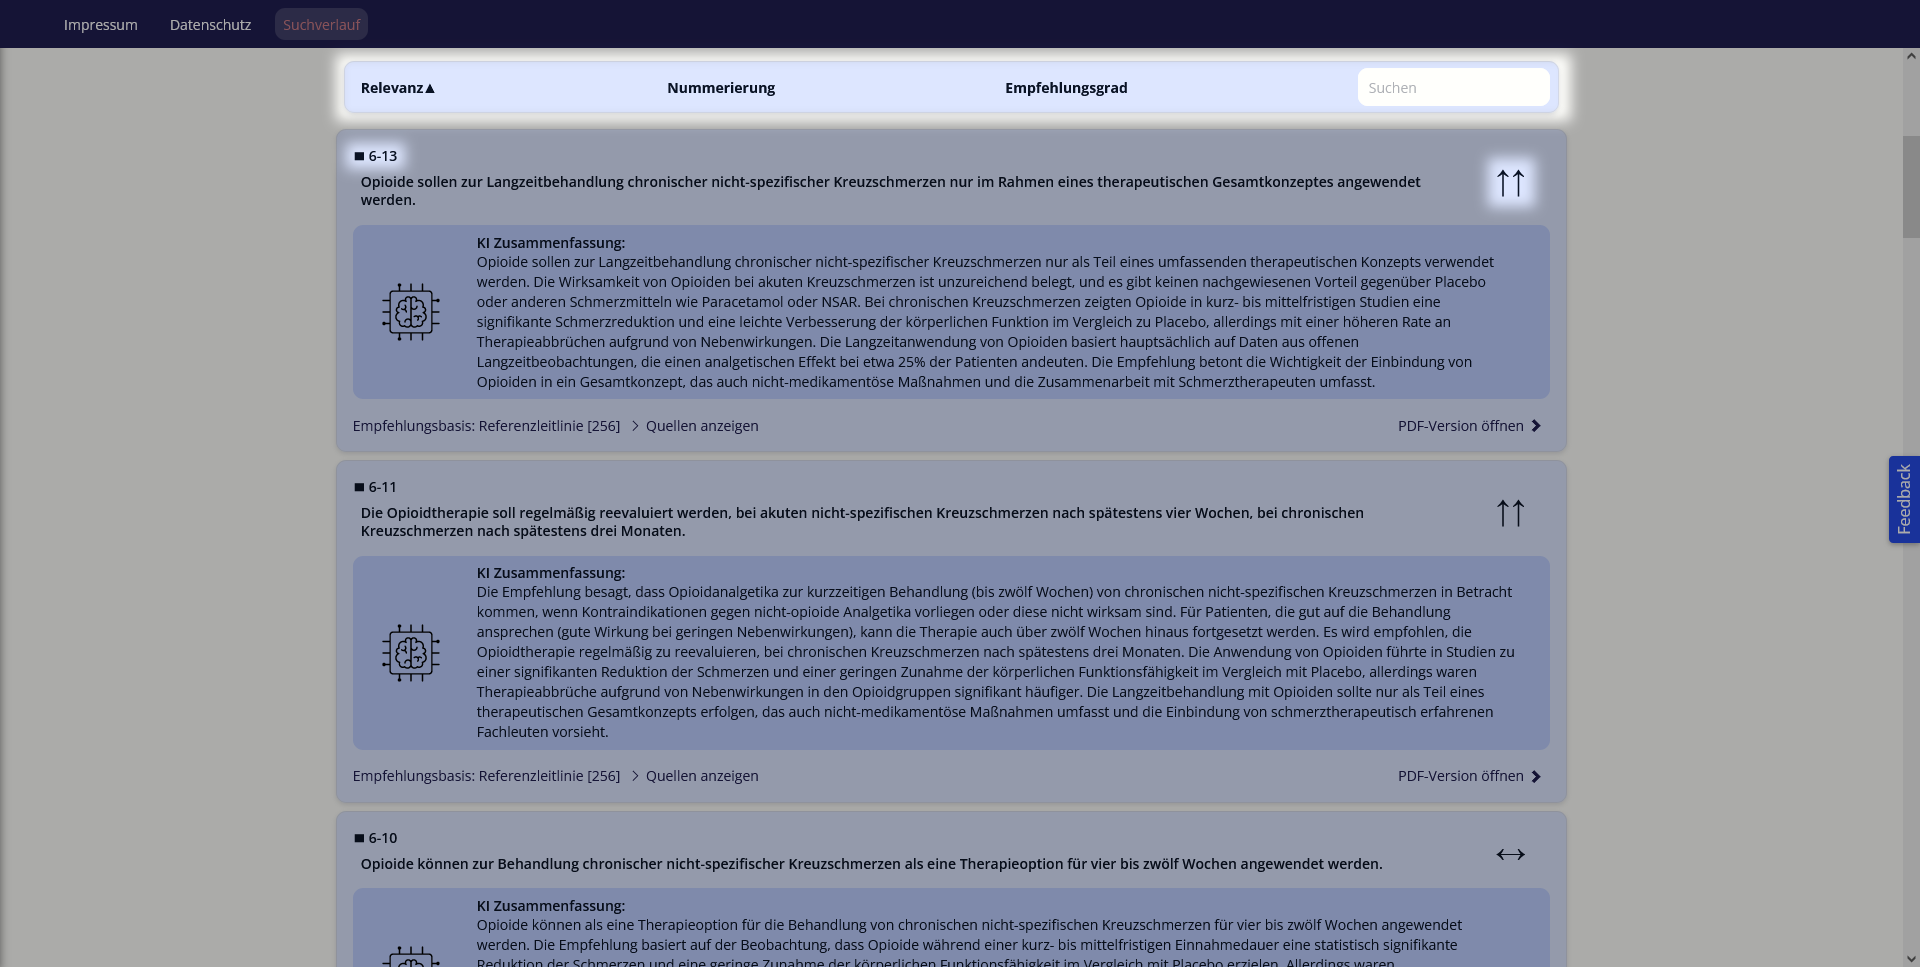 Impressum Datenschutz Suchverlauf
Relevanz▲ Nummerierung Empfehlungsgrad Suchen
■ 6-13
Opioide sollen zur Langzeitbehandlung chronischer nicht-spezifischer Kreuzschmerzen nur im Rahmen eines therapeutischen Gesamtkonzeptes angewendet
werden.
↑↑
KI Zusammenfassung:
Opioide sollen zur Langzeitbehandlung chronischer nicht-spezifischer Kreuzschmerzen nur als Teil eines umfassenden therapeutischen Konzepts verwendet
werden. Die Wirksamkeit von Opioiden bei akuten Kreuzschmerzen ist unzureichend belegt, und es gibt keinen nachgewiesenen Vorteil gegenüber Placebo
oder anderen Schmerzmitteln wie Paracetamol oder NSAR. Bei chronischen Kreuzschmerzen zeigten Opioide in kurz- bis mittelfristigen Studien eine
signifikante Schmerzreduktion und eine leichte Verbesserung der körperlichen Funktion im Vergleich zu Placebo, allerdings mit einer höheren Rate an
Therapieabbrüchen aufgrund von Nebenwirkungen. Die Langzeitanwendung von Opioiden basiert hauptsächlich auf Daten aus offenen
Langzeitbeobachtungen, die einen analgetischen Effekt bei etwa 25% der Patienten andeuten. Die Empfehlung betont die Wichtigkeit der Einbindung von
Opioiden in ein Gesamtkonzept, das auch nicht-medikamentöse Maßnahmen und die Zusammenarbeit mit Schmerztherapeuten umfasst.
Empfehlungsbasis: Referenzleitlinie [256] > Quellen anzeigen PDF-Version öffnen
■ 6-11
Die Opioidtherapie soll regelmäßig reevaluiert werden, bei akuten nicht-spezifischen Kreuzschmerzen nach spätestens vier Wochen, bei chronischen
Kreuzschmerzen nach spätestens drei Monaten.
↑↑
KI Zusammenfassung:
Die Empfehlung besagt, dass Opioidanalgetika zur kurzzeitigen Behandlung (bis zwölf Wochen) von chronischen nicht-spezifischen Kreuzschmerzen in Betracht
kommen, wenn Kontraindikationen gegen nicht-opioide Analgetika vorliegen oder diese nicht wirksam sind. Für Patienten, die gut auf die Behandlung
ansprechen (gute Wirkung bei geringen Nebenwirkungen), kann die Therapie auch über zwölf Wochen hinaus fortgesetzt werden. Es wird empfohlen, die
Opioidtherapie regelmäßig zu reevaluieren, bei chronischen Kreuzschmerzen nach spätestens drei Monaten. Die Anwendung von Opioiden führte in Studien zu
einer signifikanten Reduktion der Schmerzen und einer geringen Zunahme der körperlichen Funktionsfähigkeit im Vergleich mit Placebo, allerdings waren
Therapieabbrüche aufgrund von Nebenwirkungen in den Opioidgruppen signifikant häufiger. Die Langzeitbehandlung mit Opioiden sollte nur als Teil eines
therapeutischen Gesamtkonzepts erfolgen, das auch nicht-medikamentöse Maßnahmen umfasst und die Einbindung von schmerztherapeutisch erfahrenen
Fachleuten vorsieht.
Empfehlungsbasis: Referenzleitlinie [256] > Quellen anzeigen PDF-Version öffnen
■ 6-10
Opioide können zur Behandlung chronischer nicht-spezifischer Kreuzschmerzen als eine Therapieoption für vier bis zwölf Wochen angewendet werden.
↔
KI Zusammenfassung:
Opioide können als eine Therapieoption für die Behandlung von chronischen nicht-spezifischen Kreuzschmerzen für vier bis zwölf Wochen angewendet
werden. Die Empfehlung basiert auf der Beobachtung, dass Opioide während einer kurz- bis mittelfristigen Einnahmedauer eine statistisch signifikante
Reduktion der Schmerzen und eine geringe Zunahme der körperlichen Funktionsfähigkeit im Vergleich mit Placebo erzielen. Allerdings waren
Feedback